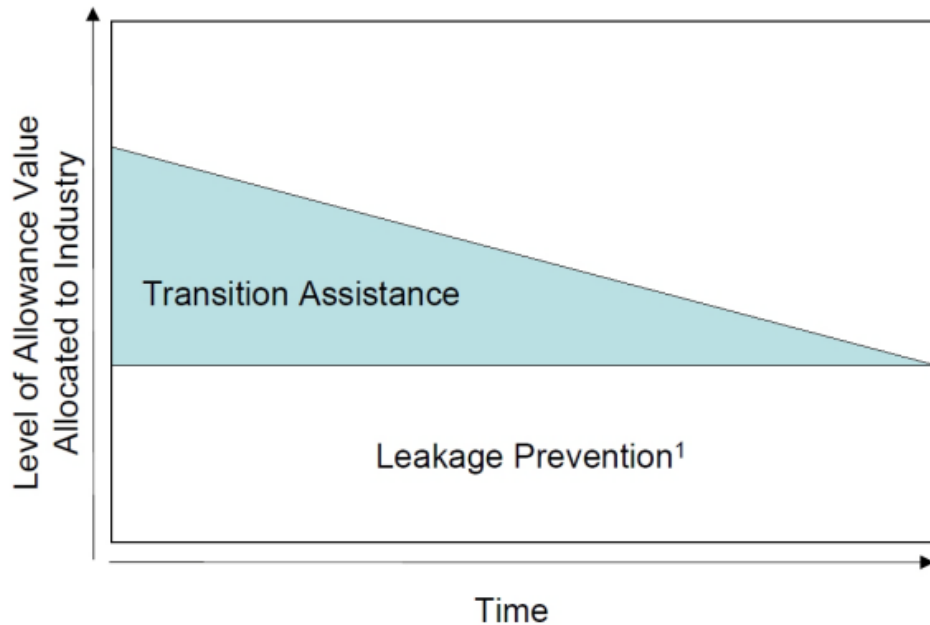 Level of Allowance Value
Allocated to Industry
Transition Assistance
Leakage Prevention¹
Time